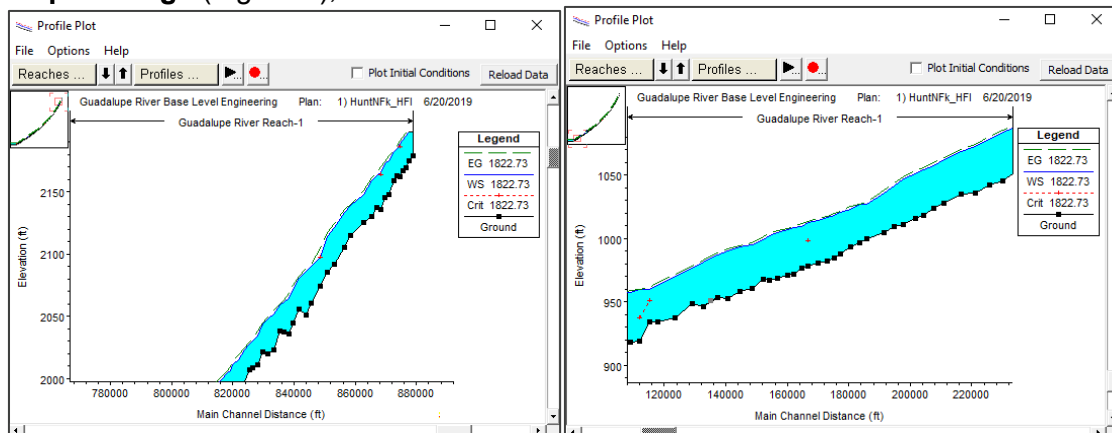 Profile Plot
File Options Help
Reaches ... Profiles ... Plot Initial Conditions Reload Data
Guadalupe River Base Level Engineering Plan: 1) HuntNFk_HFI 6/20/2019
Guadalupe River Reach-1
Legend
EG 1822.73
WS 1822.73
Crit 1822.73
Ground
Elevation (ft)
2150
2100
2050
2000
780000 800000 820000 840000 860000 880000
Main Channel Distance (ft)
Profile Plot
File Options Help
Reaches ... Profiles ... Plot Initial Conditions Reload Data
Guadalupe River Base Level Engineering Plan: 1) HuntNFk_HFI 6/20/2019
Guadalupe River Reach-1
Legend
EG 1822.73
WS 1822.73
Crit 1822.73
Ground
Elevation (ft)
1050
1000
950
900
120000 140000 160000 180000 200000 220000
Main Channel Distance (ft)